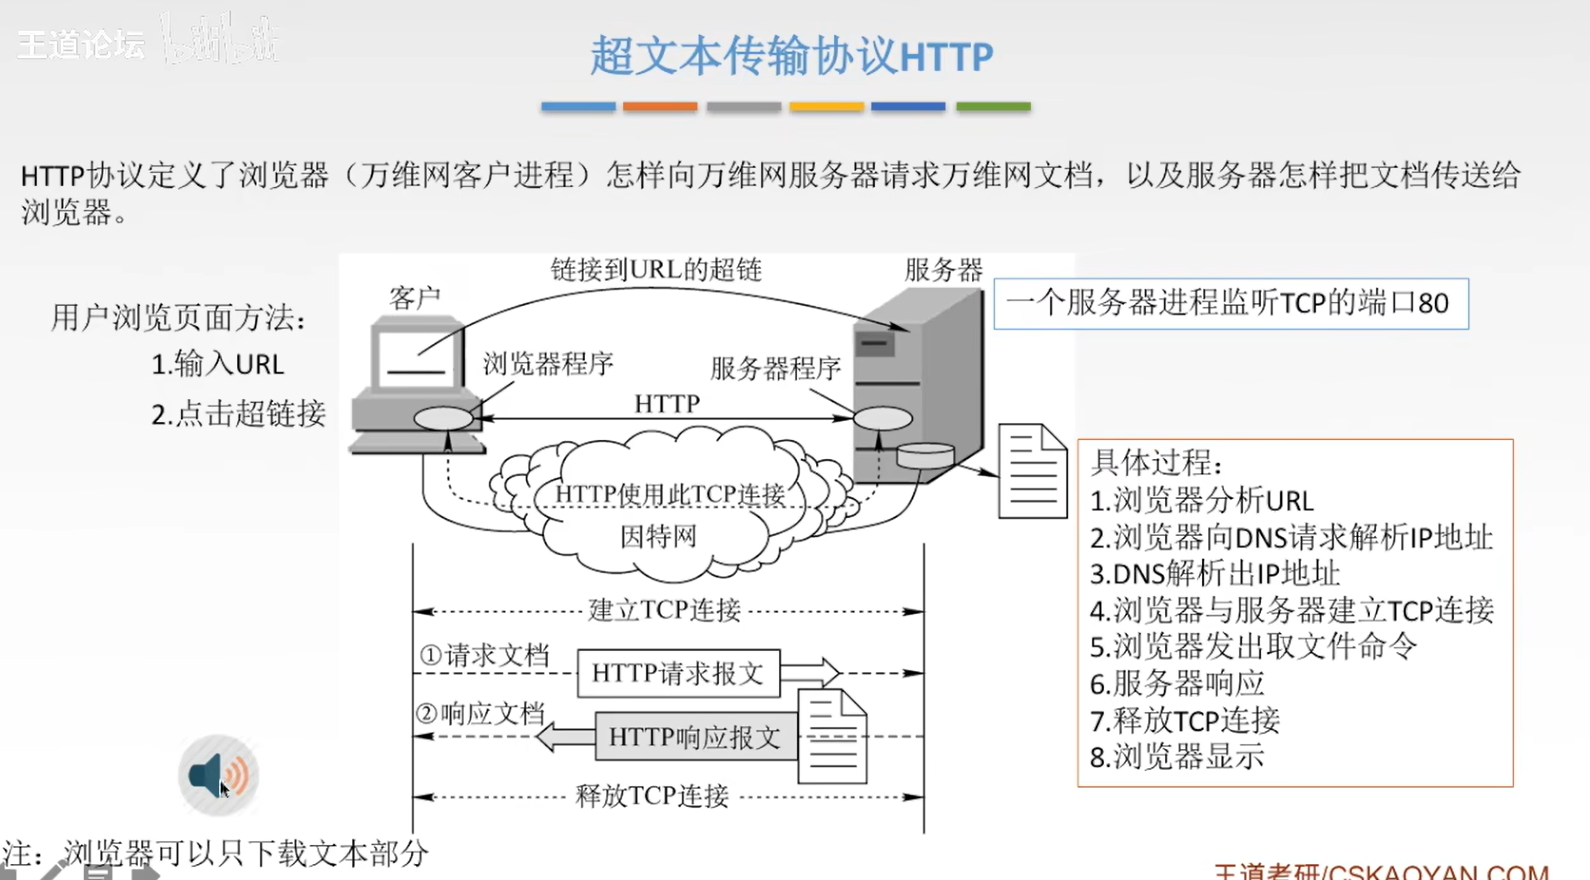 王道论坛 bilibili
超文本传输协议HTTP
HTTP协议定义了浏览器（万维网客户进程）怎样向万维网服务器请求万维网文档，以及服务器怎样把文档传送给
浏览器。
用户浏览页面方法：
1.输入URL
2.点击超链接
链接到URL的超链
客户
服务器
一个服务器进程监听TCP的端口80
浏览器程序
服务器程序
HTTP
HTTP使用此TCP连接
因特网
建立TCP连接
①请求文档
HTTP请求报文
②响应文档
HTTP响应报文
释放TCP连接
具体过程：
1.浏览器分析URL
2.浏览器向DNS请求解析IP地址
3.DNS解析出IP地址
4.浏览器与服务器建立TCP连接
5.浏览器发出取文件命令
6.服务器响应
7.释放TCP连接
8.浏览器显示
注：浏览器可以只下载文本部分
王道考研/CSKAOYAN.COM